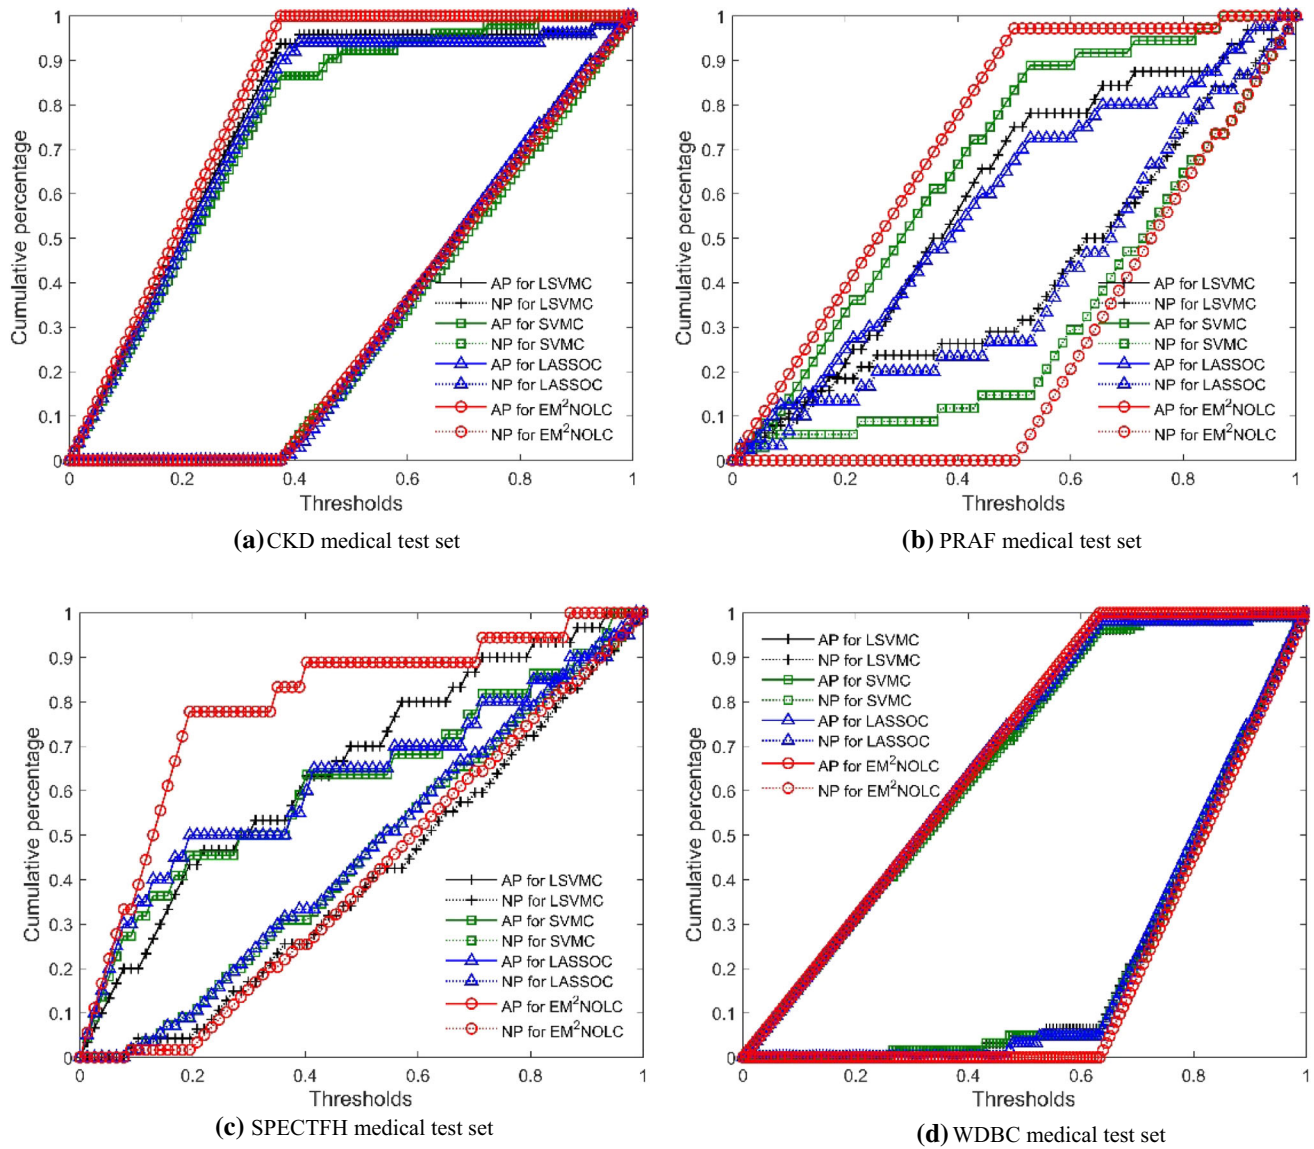 1
0.9
0.8
0.7
0.6
0.5
0.4
0.3
0.2
0.1
0
Cumulative percentage
AP for LSVMC
NP for LSVMC
AP for SVMC
NP for SVMC
AP for LASSOC
NP for LASSOC
AP for EM²NOLC
NP for EM²NOLC
0 0.2 0.4 0.6 0.8 1
Thresholds
(a) CKD medical test set
1
0.9
0.8
0.7
0.6
0.5
0.4
0.3
0.2
0.1
0
Cumulative percentage
AP for LSVMC
NP for LSVMC
AP for SVMC
NP for SVMC
AP for LASSOC
NP for LASSOC
AP for EM²NOLC
NP for EM²NOLC
0 0.2 0.4 0.6 0.8 1
Thresholds
(b) PRAF medical test set
1
0.9
0.8
0.7
0.6
0.5
0.4
0.3
0.2
0.1
0
Cumulative percentage
AP for LSVMC
NP for LSVMC
AP for SVMC
NP for SVMC
AP for LASSOC
NP for LASSOC
AP for EM²NOLC
NP for EM²NOLC
0 0.2 0.4 0.6 0.8 1
Thresholds
(c) SPECTFH medical test set
1
0.9
0.8
0.7
0.6
0.5
0.4
0.3
0.2
0.1
0
Cumulative percentage
AP for LSVMC
NP for LSVMC
AP for SVMC
NP for SVMC
AP for LASSOC
NP for LASSOC
AP for EM²NOLC
NP for EM²NOLC
0 0.2 0.4 0.6 0.8 1
Thresholds
(d) WDBC medical test set